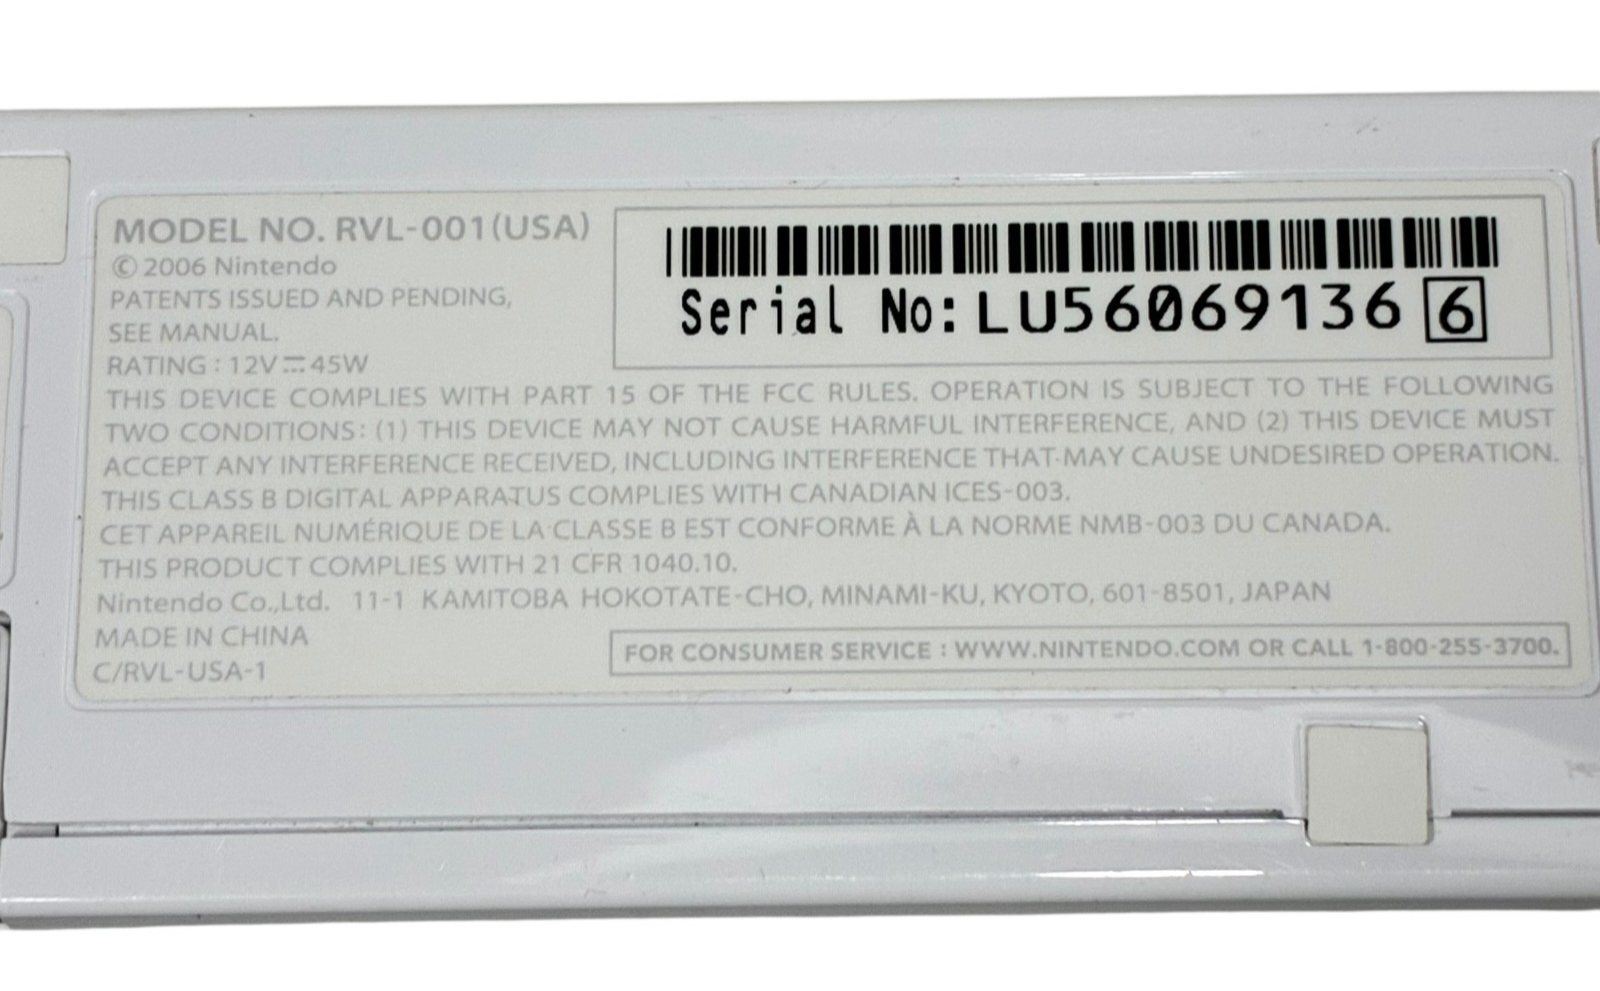 MODEL NO. RVL-001(USA)
© 2006 Nintendo
PATENTS ISSUED AND PENDING,
SEE MANUAL.
RATING : 12V⎓45W
Serial No: LU56069136 6
THIS DEVICE COMPLIES WITH PART 15 OF THE FCC RULES. OPERATION IS SUBJECT TO THE FOLLOWING
TWO CONDITIONS: (1) THIS DEVICE MAY NOT CAUSE HARMFUL INTERFERENCE, AND (2) THIS DEVICE MUST
ACCEPT ANY INTERFERENCE RECEIVED, INCLUDING INTERFERENCE THAT MAY CAUSE UNDESIRED OPERATION.
THIS CLASS B DIGITAL APPARATUS COMPLIES WITH CANADIAN ICES-003.
CET APPAREIL NUMÉRIQUE DE LA CLASSE B EST CONFORME À LA NORME NMB-003 DU CANADA.
THIS PRODUCT COMPLIES WITH 21 CFR 1040.10.
Nintendo Co.,Ltd. 11-1 KAMITOBA HOKOTATE-CHO, MINAMI-KU, KYOTO, 601-8501, JAPAN
MADE IN CHINA
C/RVL-USA-1
FOR CONSUMER SERVICE : WWW.NINTENDO.COM OR CALL 1-800-255-3700.